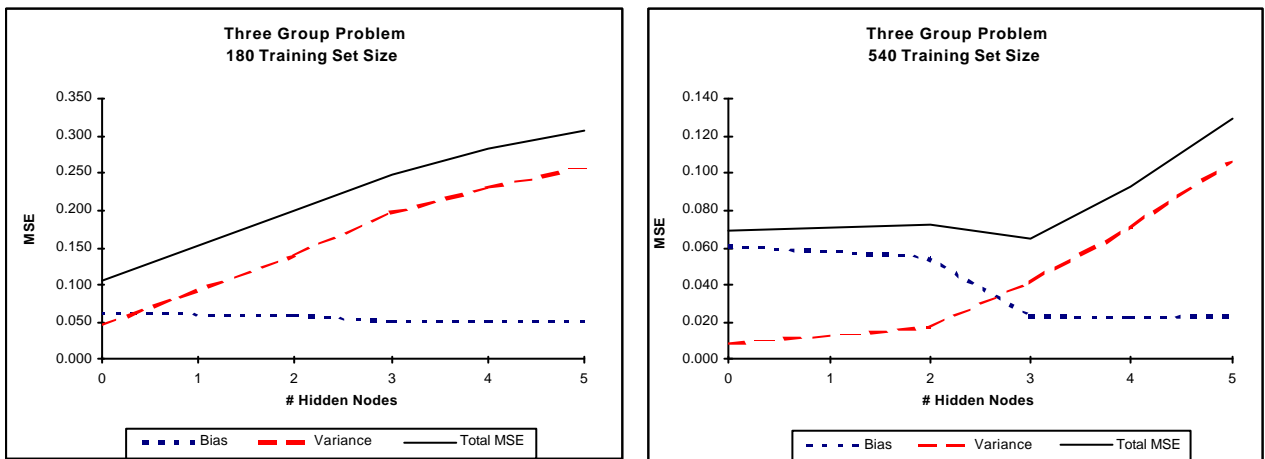 Three Group Problem
180 Training Set Size
0.350
0.300
0.250
0.200
0.150
0.100
0.050
0.000
MSE
0 1 2 3 4 5
# Hidden Nodes
Bias Variance Total MSE
Three Group Problem
540 Training Set Size
0.140
0.120
0.100
0.080
0.060
0.040
0.020
0.000
MSE
0 1 2 3 4 5
# Hidden Nodes
Bias Variance Total MSE